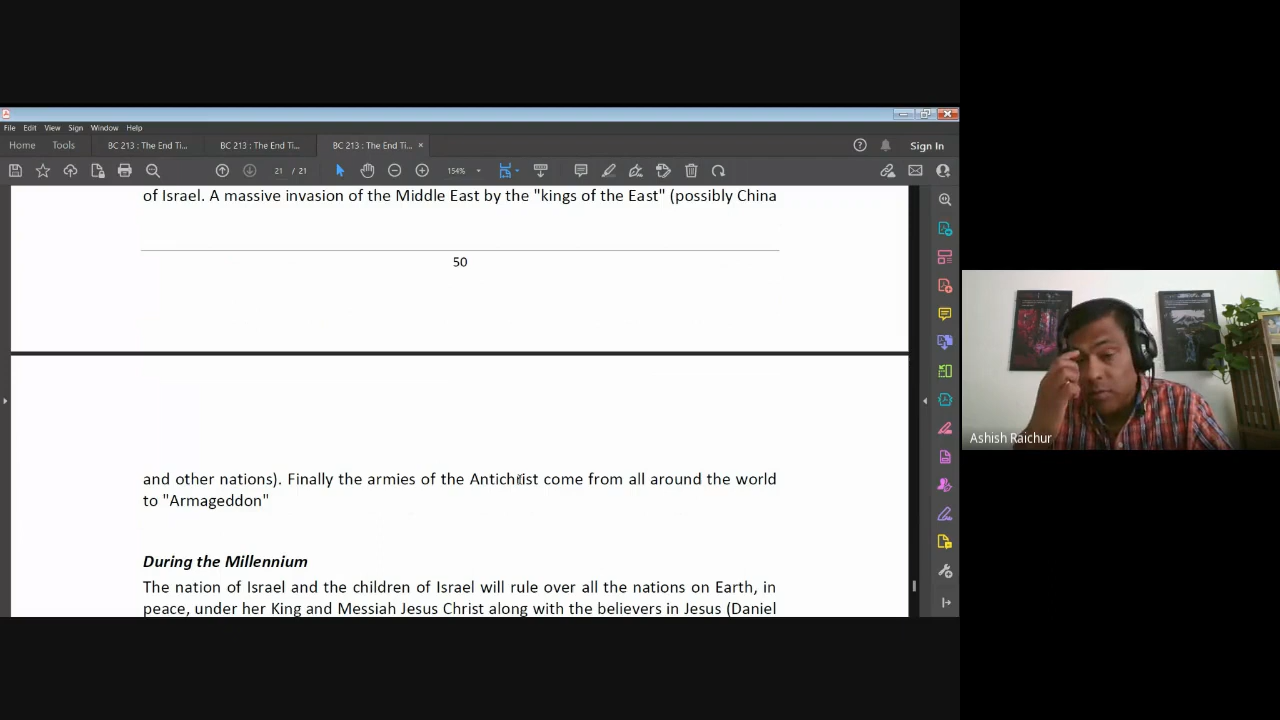 File Edit View Sign Window Help
Home Tools BC 213 : The End Ti... BC 213 : The End Ti... BC 213 : The End Ti... × Sign In
21 / 21 154%
of Israel. A massive invasion of the Middle East by the "kings of the East" (possibly China
50
and other nations). Finally the armies of the Antichrist come from all around the world
to "Armageddon"
During the Millennium
The nation of Israel and the children of Israel will rule over all the nations on Earth, in
peace, under her King and Messiah Jesus Christ along with the believers in Jesus (Daniel
Ashish Raichur